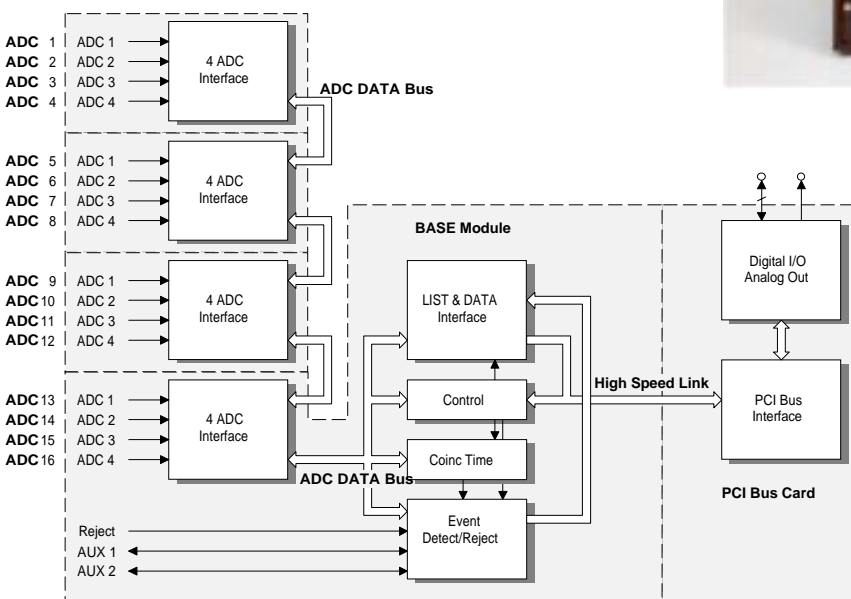 ADC 1 ADC 1
ADC 2 ADC 2
ADC 3 ADC 3
ADC 4 ADC 4
4 ADC
Interface
ADC DATA Bus
ADC 5 ADC 1
ADC 6 ADC 2
ADC 7 ADC 3
ADC 8 ADC 4
4 ADC
Interface
ADC 9 ADC 1
ADC 10 ADC 2
ADC 11 ADC 3
ADC 12 ADC 4
4 ADC
Interface
ADC 13 ADC 1
ADC 14 ADC 2
ADC 15 ADC 3
ADC 16 ADC 4
4 ADC
Interface
ADC DATA Bus
Reject
AUX 1
AUX 2
BASE Module
LIST & DATA
Interface
Control
Coinc Time
Event
Detect/Reject
High Speed Link
Digital I/O
Analog Out
PCI Bus
Interface
PCI Bus Card